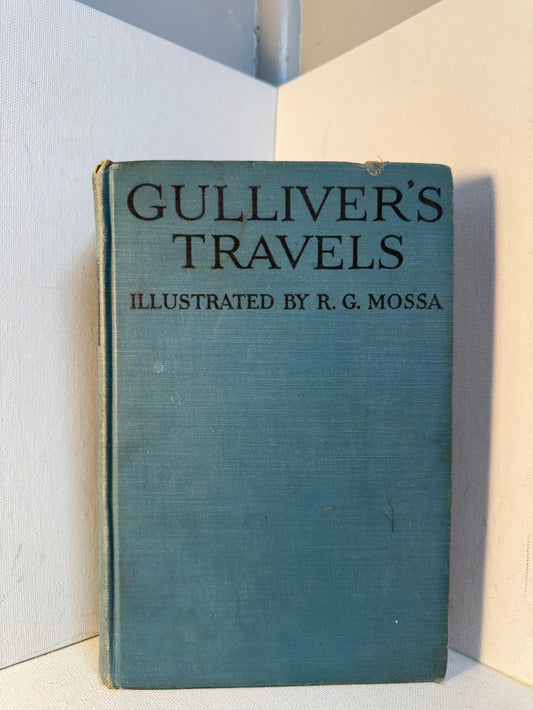 GULLIVER'S
TRAVELS
ILLUSTRATED BY R. G. MOSSA